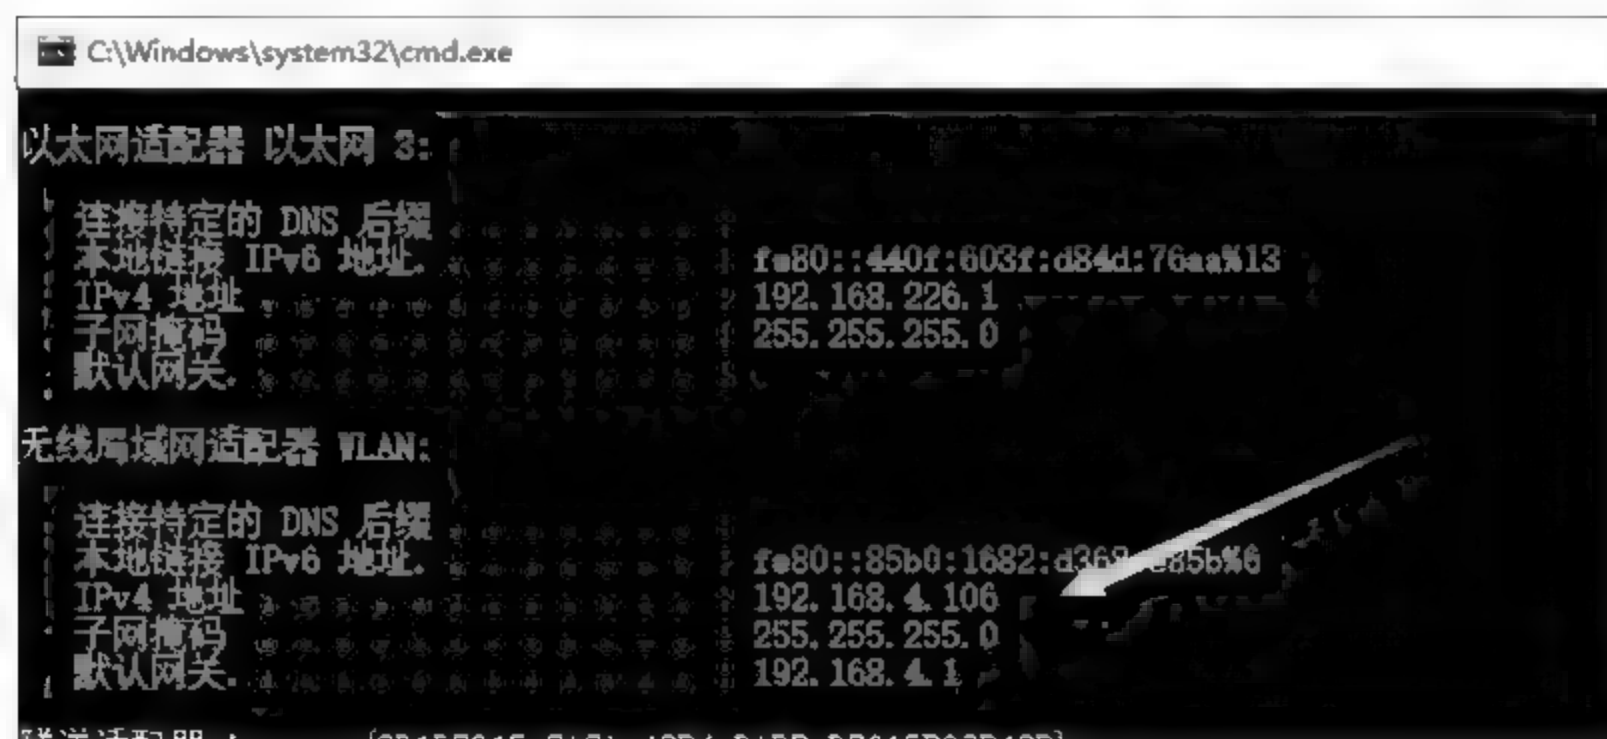 C:\Windows\system32\cmd.exe
以太网适配器 以太网 3:
连接特定的 DNS 后缀 . . . . . . . :
本地链接 IPv6 地址. . . . . . . . : fe80::440f:603f:d84d:76aa%13
IPv4 地址 . . . . . . . . . . . . : 192.168.226.1
子网掩码 . . . . . . . . . . . . : 255.255.255.0
默认网关. . . . . . . . . . . . . :
无线局域网适配器 WLAN:
连接特定的 DNS 后缀 . . . . . . . :
本地链接 IPv6 地址. . . . . . . . : fe80::85b0:1682:
IPv4 地址 . . . . . . . . . . . . : 192.168.4.106
子网掩码 . . . . . . . . . . . . : 255.255.255.0
默认网关. . . . . . . . . . . . . : 192.168.4.1